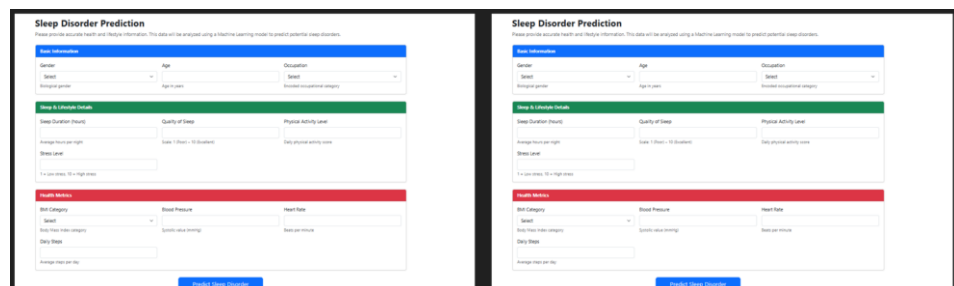 Sleep Disorder Prediction
Please provide accurate health and lifestyle information. This data will be analyzed using a Machine Learning model to predict potential sleep disorders.
Basic Information
Gender Age Occupation
Select Select
Biological gender Age in years Encoded occupational category
Sleep & Lifestyle Details
Sleep Duration (hours) Quality of Sleep Physical Activity Level
Average hours per night Scale: 1 (Poor) – 10 (Excellent) Daily physical activity score
Stress Level
1 = Low stress, 10 = High stress
Health Metrics
BMI Category Blood Pressure Heart Rate
Select
Body Mass Index category Systolic value (mmHg) Beats per minute
Daily Steps
Average steps per day
Predict Sleep Disorder
Sleep Disorder Prediction
Please provide accurate health and lifestyle information. This data will be analyzed using a Machine Learning model to predict potential sleep disorders.
Basic Information
Gender Age Occupation
Select Select
Biological gender Age in years Encoded occupational category
Sleep & Lifestyle Details
Sleep Duration (hours) Quality of Sleep Physical Activity Level
Average hours per night Scale: 1 (Poor) – 10 (Excellent) Daily physical activity score
Stress Level
1 = Low stress, 10 = High stress
Health Metrics
BMI Category Blood Pressure Heart Rate
Select
Body Mass Index category Systolic value (mmHg) Beats per minute
Daily Steps
Average steps per day
Predict Sleep Disorder